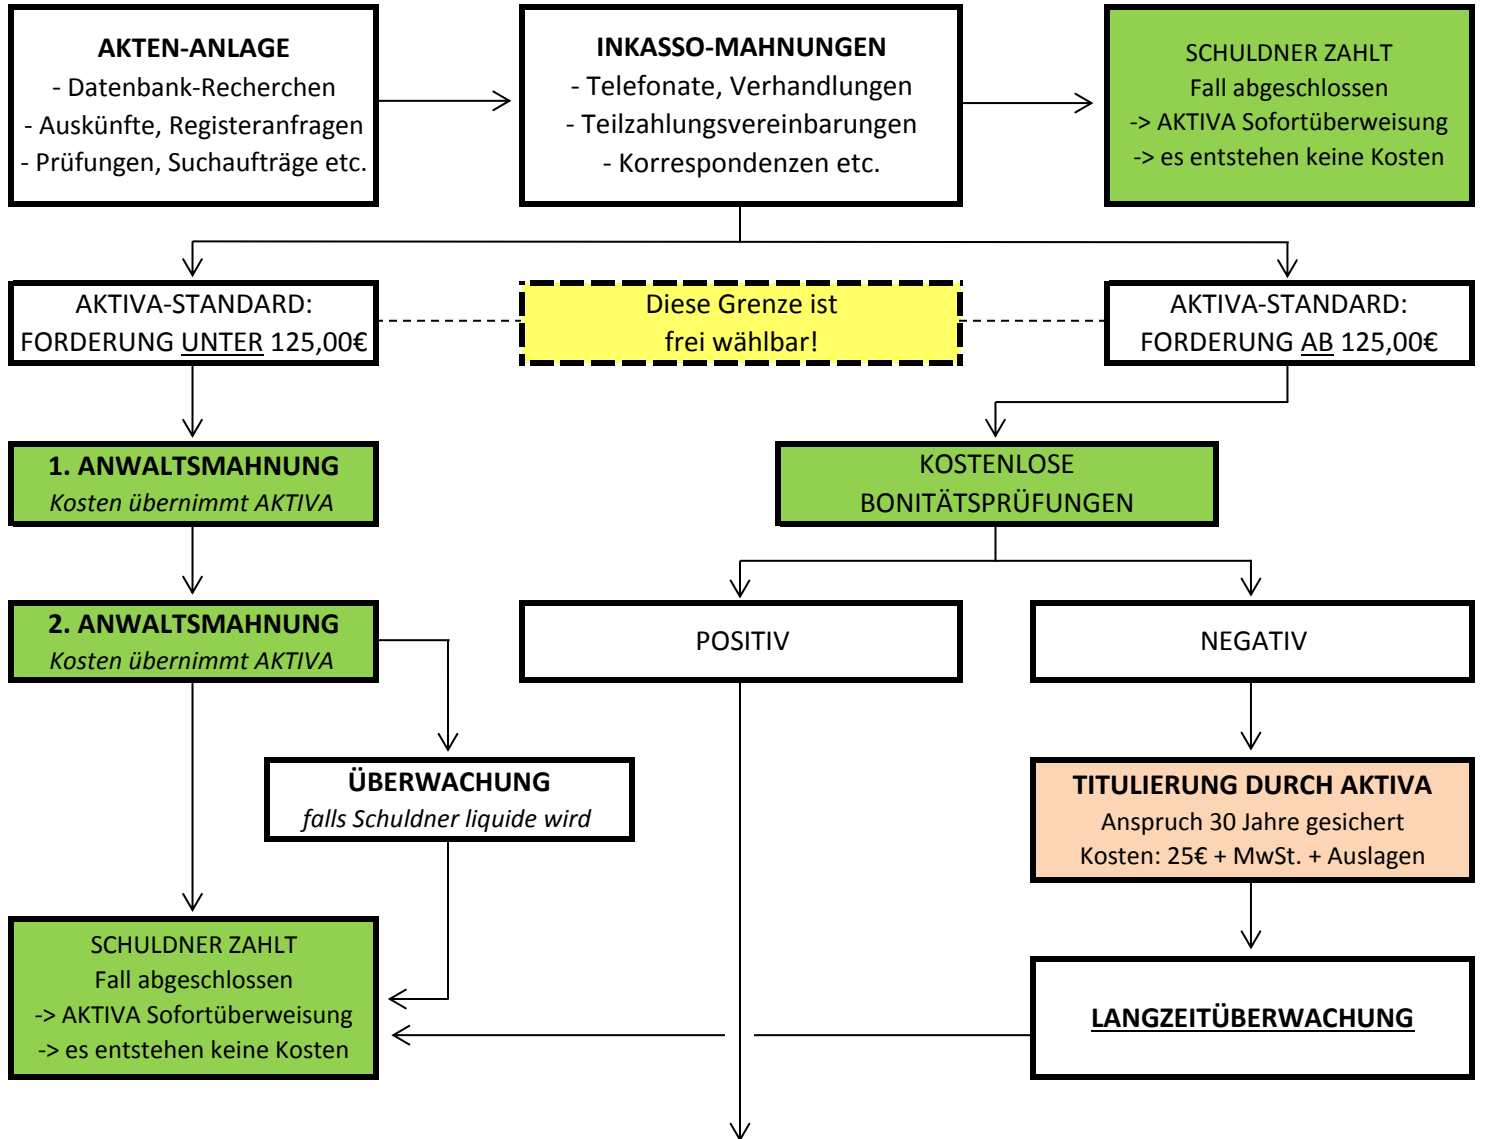 AKTEN-ANLAGE
- Datenbank-Recherchen
- Auskünfte, Registeranfragen
- Prüfungen, Suchaufträge etc.
INKASSO-MAHNUNGEN
- Telefonate, Verhandlungen
- Teilzahlungsvereinbarungen
- Korrespondenzen etc.
SCHULDNER ZAHLT
Fall abgeschlossen
-> AKTIVA Sofortüberweisung
-> es entstehen keine Kosten
AKTIVA-STANDARD:
FORDERUNG UNTER 125,00€
Diese Grenze ist
frei wählbar!
AKTIVA-STANDARD:
FORDERUNG AB 125,00€
1. ANWALTSMAHNUNG
Kosten übernimmt AKTIVA
KOSTENLOSE
BONITÄTSPRÜFUNGEN
2. ANWALTSMAHNUNG
Kosten übernimmt AKTIVA
POSITIV
NEGATIV
ÜBERWACHUNG
falls Schuldner liquide wird
TITULIERUNG DURCH AKTIVA
Anspruch 30 Jahre gesichert
Kosten: 25€ + MwSt. + Auslagen
SCHULDNER ZAHLT
Fall abgeschlossen
-> AKTIVA Sofortüberweisung
-> es entstehen keine Kosten
LANGZEITÜBERWACHUNG